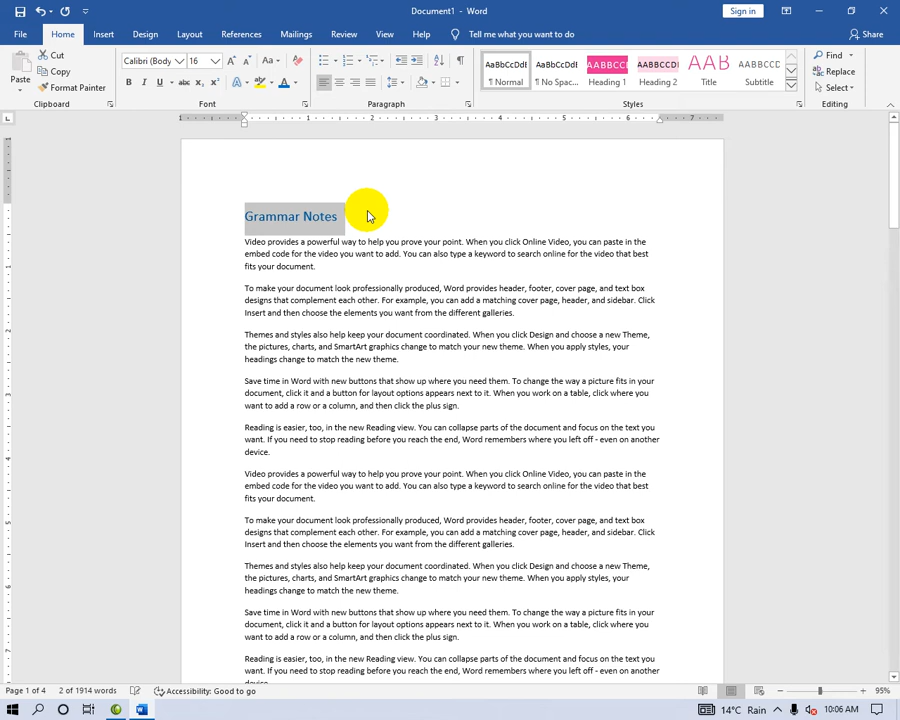 Document1 - Word
Sign in
File Home Insert Design Layout References Mailings Review View Help Tell me what you want to do Share
Paste
Cut
Copy
Format Painter
Calibri (Body 16
Aa
B I U abc x₂ x² A
AaBbCcDd AaBbCcDd AABBCC AABBCCD AAB AABBCCD
¶ Normal ¶ No Spac... Heading 1 Heading 2 Title Subtitle
Find
Replace
Select
Clipboard Font Paragraph Styles Editing
1 1 2 3 4 5 6 7
Grammar Notes
Video provides a powerful way to help you prove your point. When you click Online Video, you can paste in the
embed code for the video you want to add. You can also type a keyword to search online for the video that best
fits your document.
To make your document look professionally produced, Word provides header, footer, cover page, and text box
designs that complement each other. For example, you can add a matching cover page, header, and sidebar. Click
Insert and then choose the elements you want from the different galleries.
Themes and styles also help keep your document coordinated. When you click Design and choose a new Theme,
the pictures, charts, and SmartArt graphics change to match your new theme. When you apply styles, your
headings change to match the new theme.
Save time in Word with new buttons that show up where you need them. To change the way a picture fits in your
document, click it and a button for layout options appears next to it. When you work on a table, click where you
want to add a row or a column, and then click the plus sign.
Reading is easier, too, in the new Reading view. You can collapse parts of the document and focus on the text you
want. If you need to stop reading before you reach the end, Word remembers where you left off - even on another
device.
Video provides a powerful way to help you prove your point. When you click Online Video, you can paste in the
embed code for the video you want to add. You can also type a keyword to search online for the video that best
fits your document.
To make your document look professionally produced, Word provides header, footer, cover page, and text box
designs that complement each other. For example, you can add a matching cover page, header, and sidebar. Click
Insert and then choose the elements you want from the different galleries.
Themes and styles also help keep your document coordinated. When you click Design and choose a new Theme,
the pictures, charts, and SmartArt graphics change to match your new theme. When you apply styles, your
headings change to match the new theme.
Save time in Word with new buttons that show up where you need them. To change the way a picture fits in your
document, click it and a button for layout options appears next to it. When you work on a table, click where you
want to add a row or a column, and then click the plus sign.
Reading is easier, too, in the new Reading view. You can collapse parts of the document and focus on the text you
want. If you need to stop reading before you reach the end, Word remembers where you left off - even on another
device.
Page 1 of 4 2 of 1914 words Accessibility: Good to go 95%
14°C Rain 10:06 AM